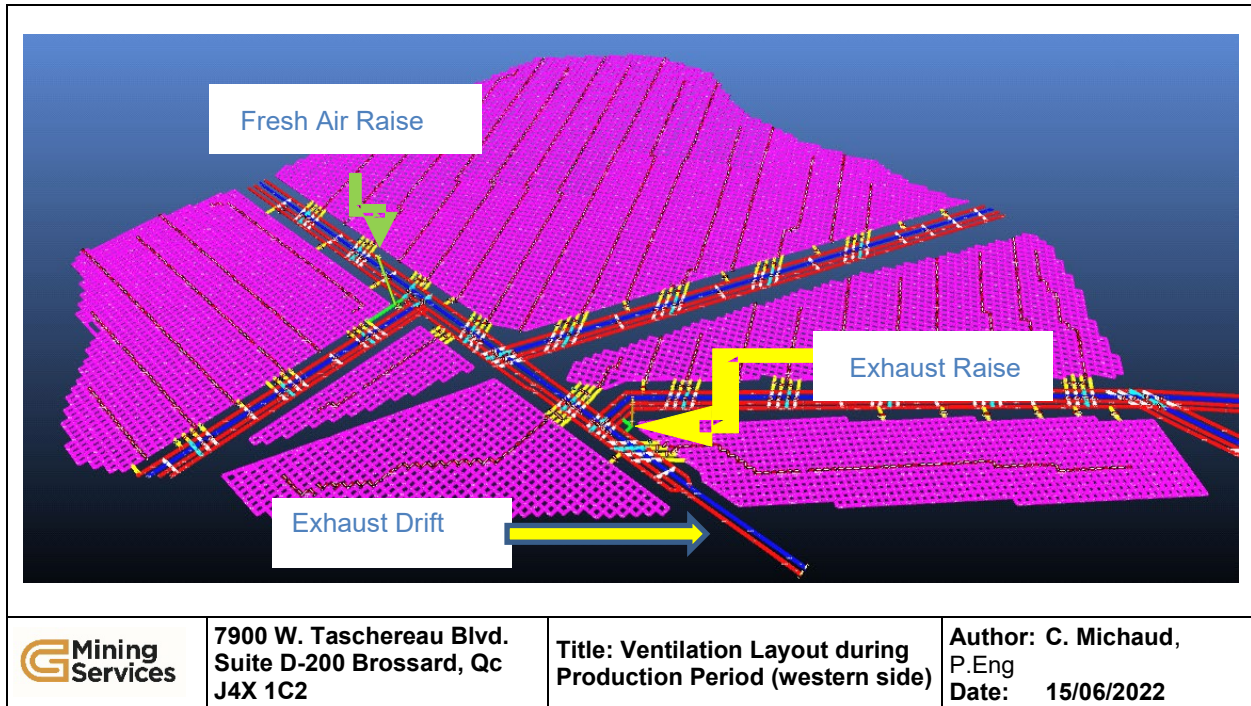 Fresh Air Raise
Exhaust Raise
Exhaust Drift
G Mining
Services
7900 W. Taschereau Blvd.
Suite D-200 Brossard, Qc
J4X 1C2
Title: Ventilation Layout during
Production Period (western side)
Author: C. Michaud,
P.Eng
Date: 15/06/2022